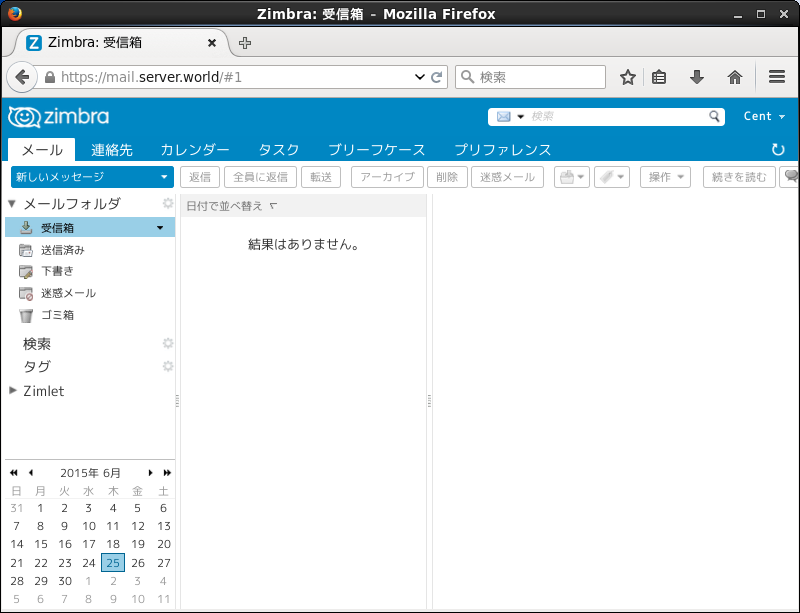 Zimbra: 受信箱 - Mozilla Firefox
Zimbra: 受信箱
https://mail.server.world/#1
検索
zimbra
検索
Cent
メール 連絡先 カレンダー タスク ブリーフケース プリファレンス
新しいメッセージ
返信 全員に返信 転送 アーカイブ 削除 迷惑メール 操作 続きを読む
メールフォルダ
受信箱
送信済み
下書き
迷惑メール
ゴミ箱
検索
タグ
Zimlet
日付で並べ替え
結果はありません。
2015年 6月
日 月 火 水 木 金 土
31 1 2 3 4 5 6
7 8 9 10 11 12 13
14 15 16 17 18 19 20
21 22 23 24 25 26 27
28 29 30 1 2 3 4
5 6 7 8 9 10 11